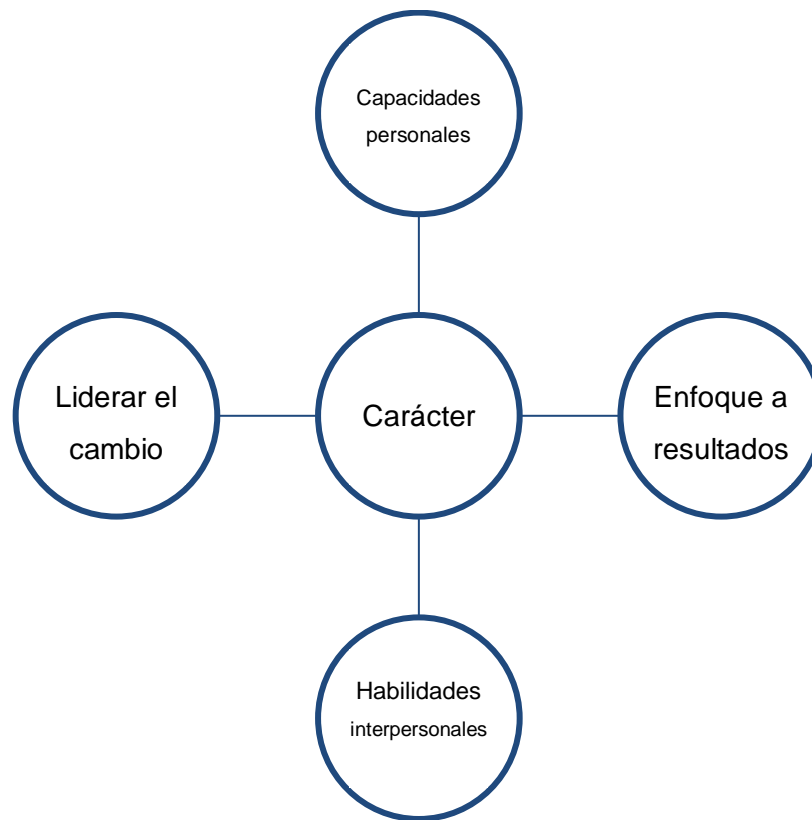 Capacidades
personales
Liderar el
cambio
Carácter
Enfoque a
resultados
Habilidades
interpersonales